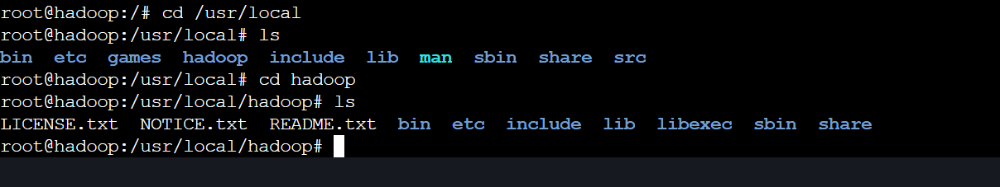 root@hadoop:/# cd /usr/local
root@hadoop:/usr/local# ls
bin  etc  games  hadoop  include  lib  man  sbin  share  src
root@hadoop:/usr/local# cd hadoop
root@hadoop:/usr/local/hadoop# ls
LICENSE.txt  NOTICE.txt  README.txt  bin  etc  include  lib  libexec  sbin  share
root@hadoop:/usr/local/hadoop#